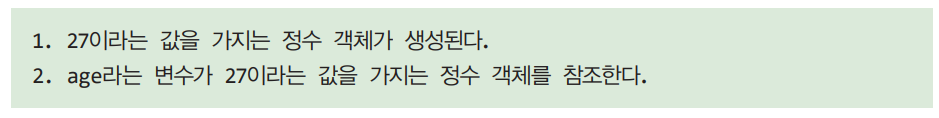 1. 27이라는 값을 가지는 정수 객체가 생성된다.
2. age라는 변수가 27이라는 값을 가지는 정수 객체를 참조한다.